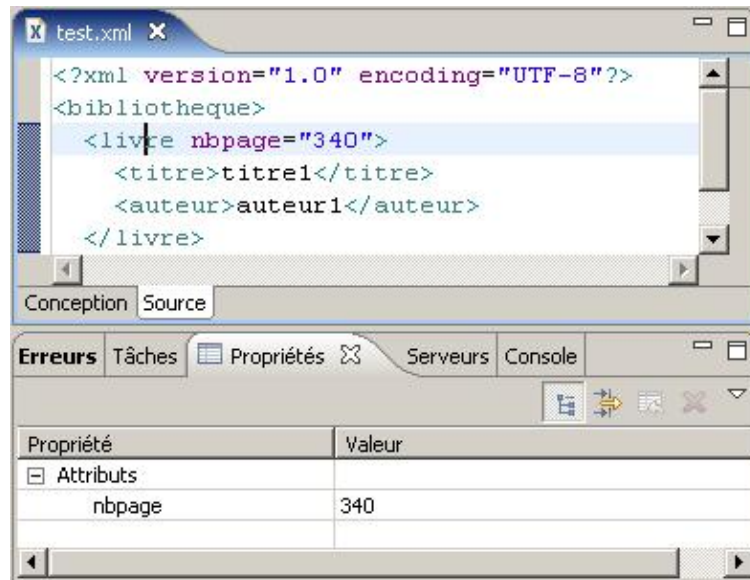 test.xml
<?xml version="1.0" encoding="UTF-8"?>
<bibliotheque>
<livre nbpage="340">
<titre>titre1</titre>
<auteur>auteur1</auteur>
</livre>
Conception Source
Erreurs Tâches Propriétés Serveurs Console
Propriété Valeur
Attributs
nbpage 340